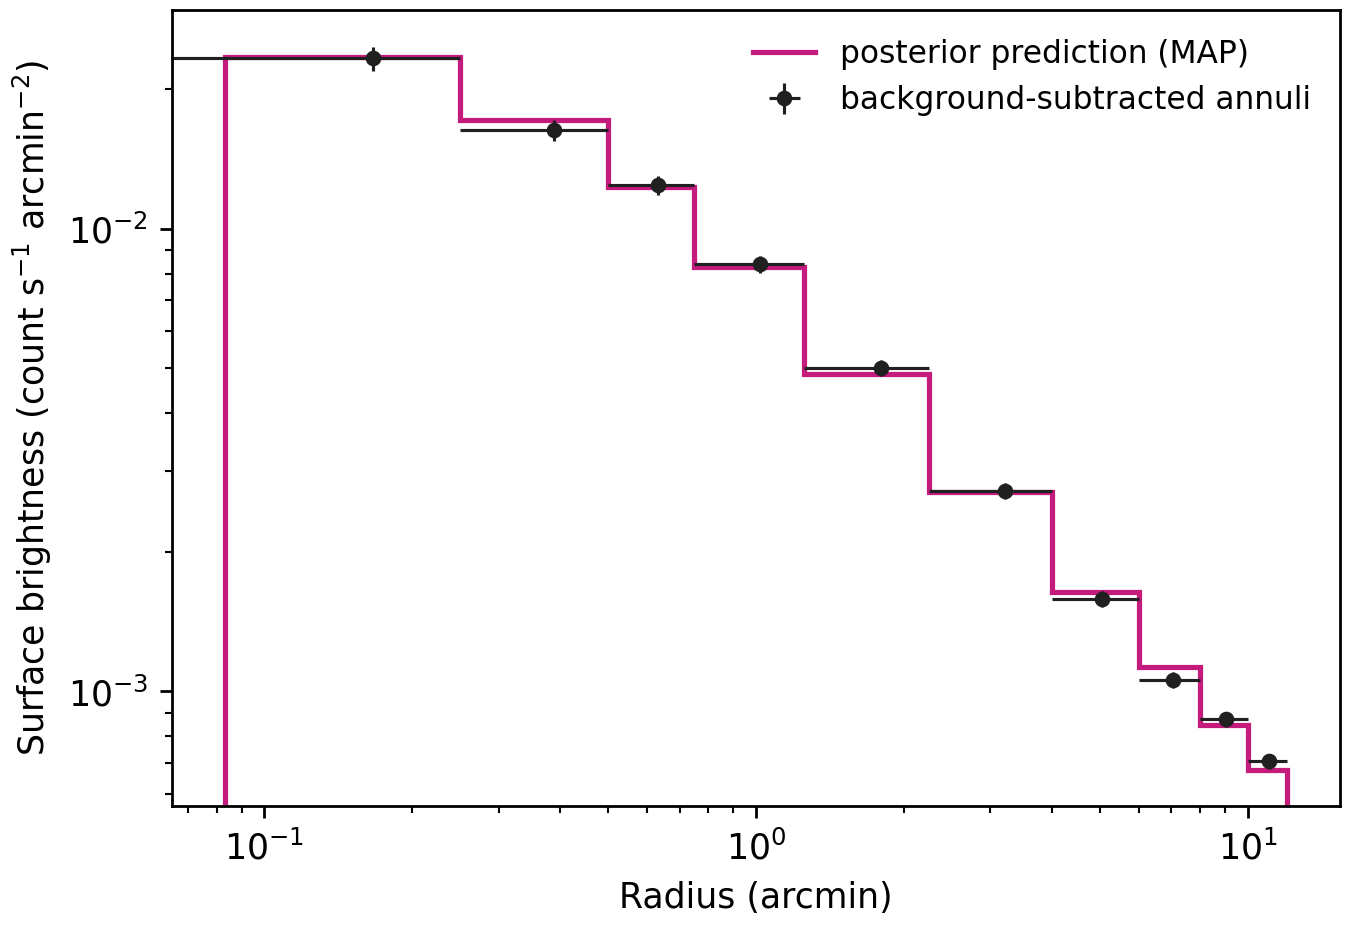 posterior prediction (MAP)
background-subtracted annuli
Surface brightness (count s⁻¹ arcmin⁻²)
10⁻²
10⁻³
10⁻¹ 10⁰ 10¹
Radius (arcmin)